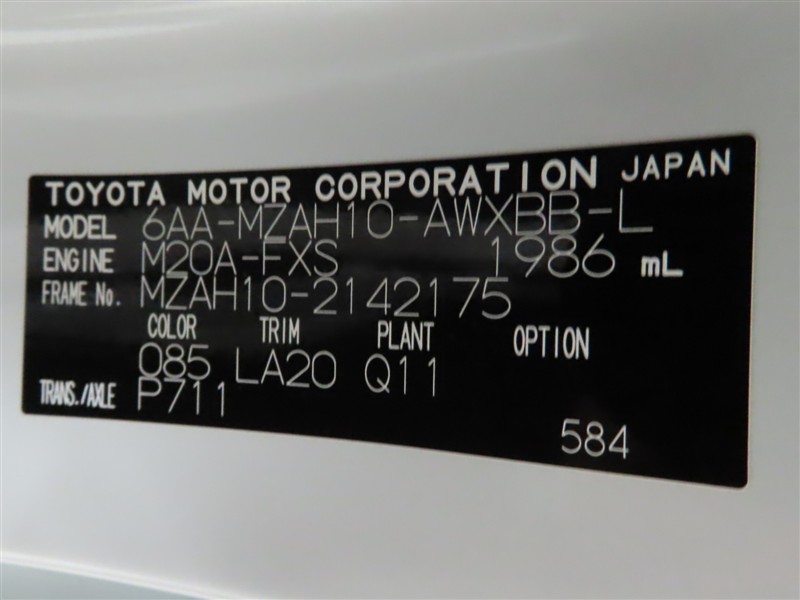 TOYOTA MOTOR CORPORATION JAPAN
MODEL 6AA-MZAH10-AWXBB-L
ENGINE M20A-FXS 1986 mL
FRAME No. MZAH10-2142175
COLOR TRIM PLANT OPTION
085 LA20 Q11
TRANS./AXLE P711
584